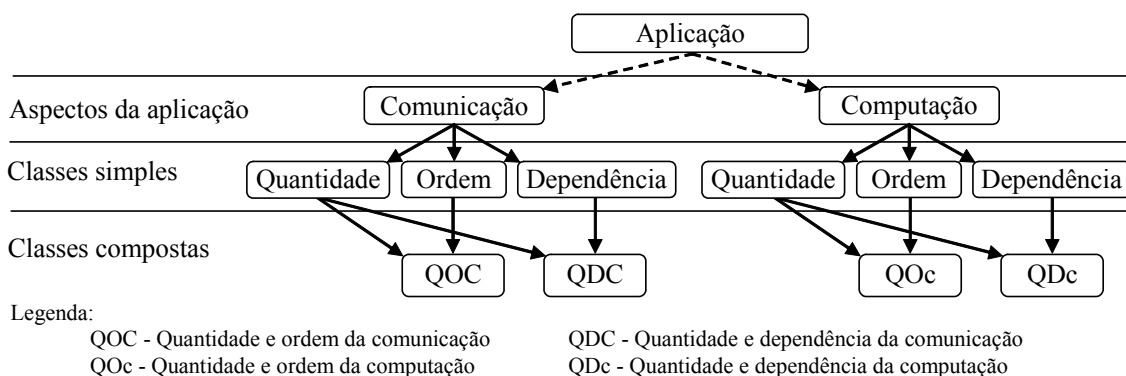 Aplicação
Aspectos da aplicação Comunicação Computação
Classes simples Quantidade Ordem Dependência Quantidade Ordem Dependência
Classes compostas
QOC QDC QOc QDc
Legenda:
QOC - Quantidade e ordem da comunicação QDC - Quantidade e dependência da comunicação
QOc - Quantidade e ordem da computação QDc - Quantidade e dependência da computação